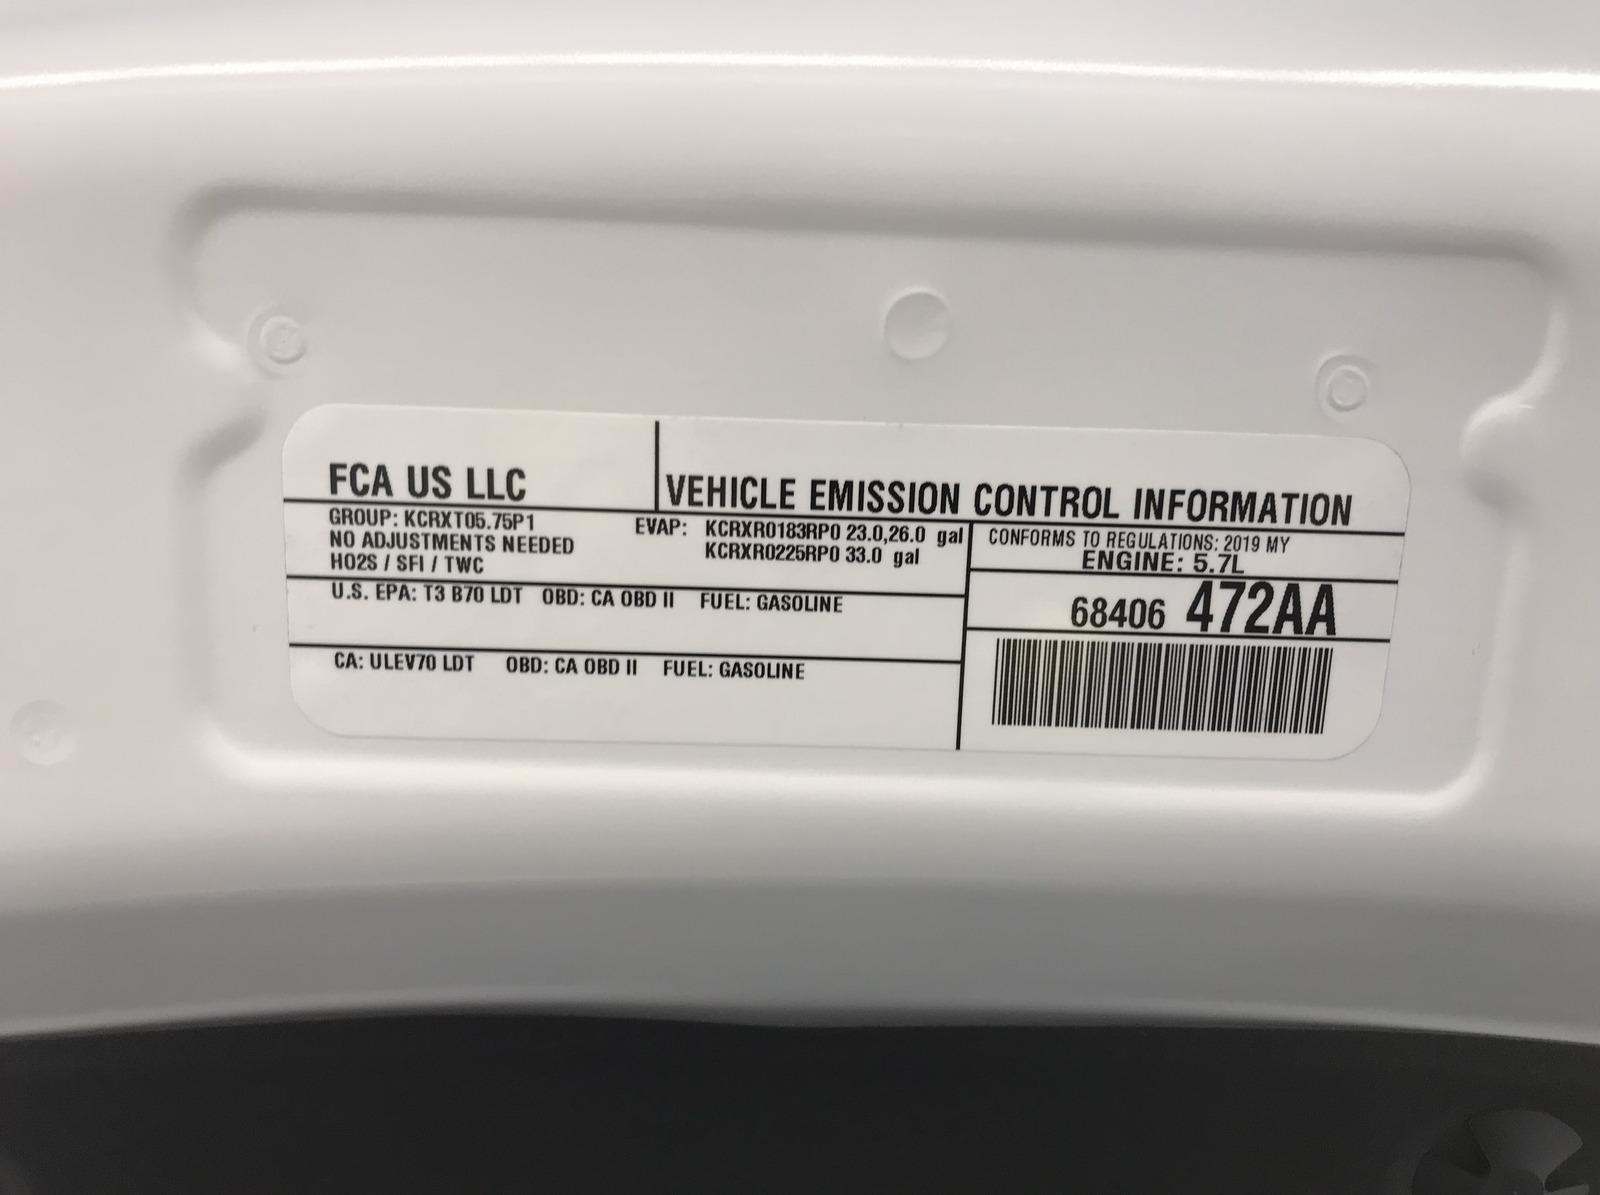 FCA US LLC
VEHICLE EMISSION CONTROL INFORMATION
GROUP: KCRXT05.75P1
NO ADJUSTMENTS NEEDED
HO2S / SFI / TWC
EVAP: KCRXR0183RP0 23.0,26.0 gal
KCRXR0225RP0 33.0 gal
CONFORMS TO REGULATIONS: 2019 MY
ENGINE: 5.7L
U.S. EPA: T3 B70 LDT OBD: CA OBD II FUEL: GASOLINE
68406 472AA
CA: ULEV70 LDT OBD: CA OBD II FUEL: GASOLINE